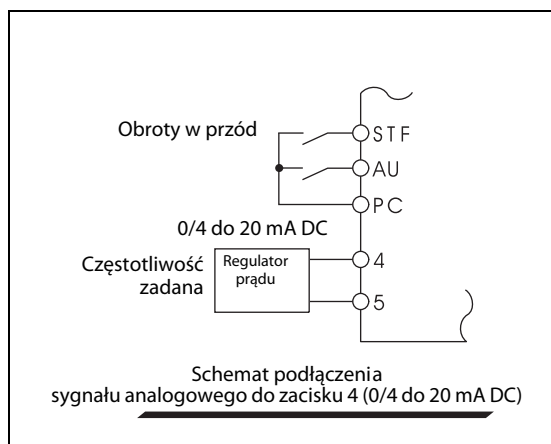 Obroty w przód
STF
AU
PC
0/4 do 20 mA DC
Częstotliwość
zadana
Regulator
prądu
4
5
Schemat podłączenia
sygnału analogowego do zacisku 4 (0/4 do 20 mA DC)